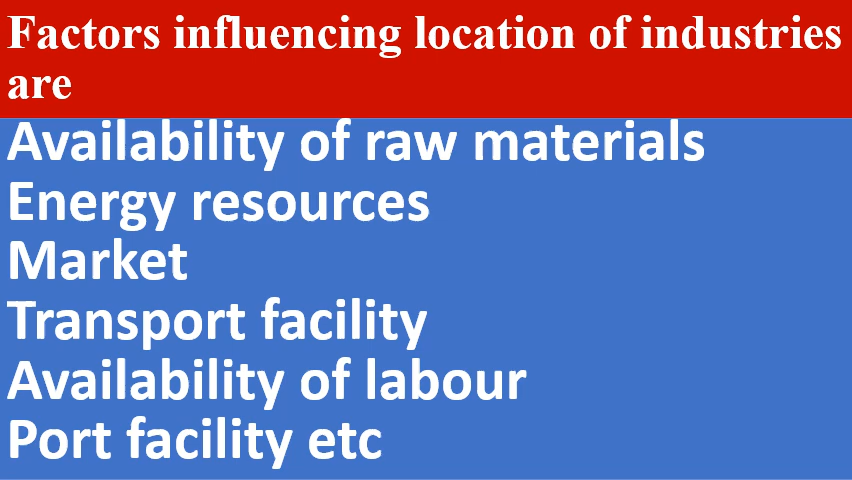 Factors influencing location of industries
are
Availability of raw materials
Energy resources
Market
Transport facility
Availability of labour
Port facility etc